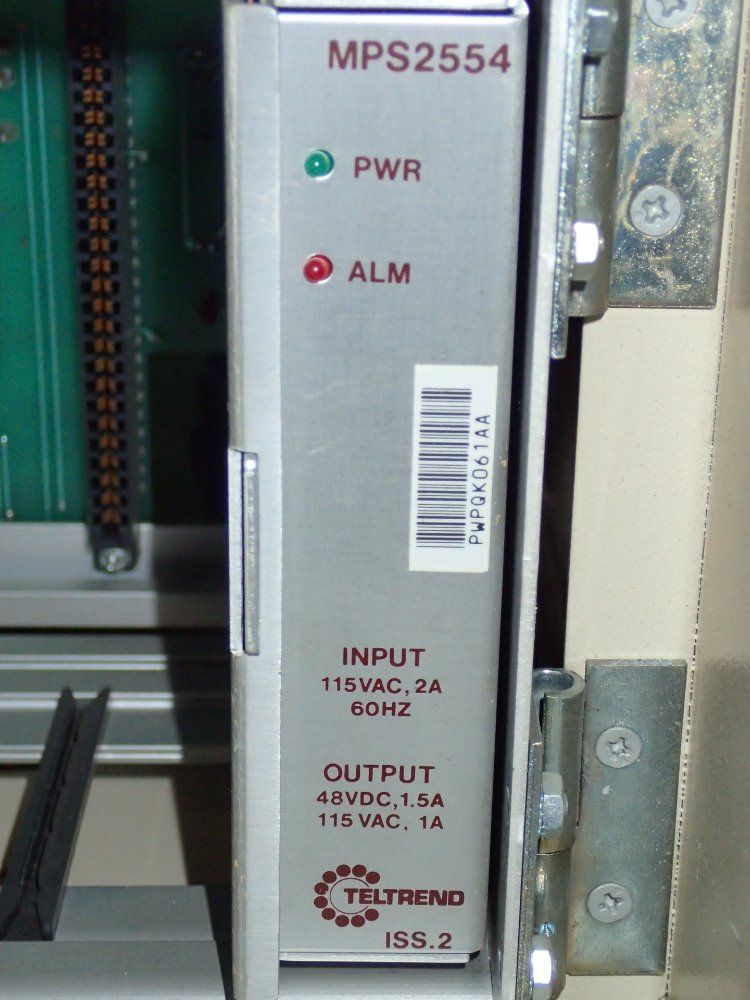 MPS2554
PWR
ALM
PWPQK061AA
INPUT
115VAC, 2A
60HZ
OUTPUT
48VDC, 1.5A
115 VAC, 1A
TELTREND
ISS.2